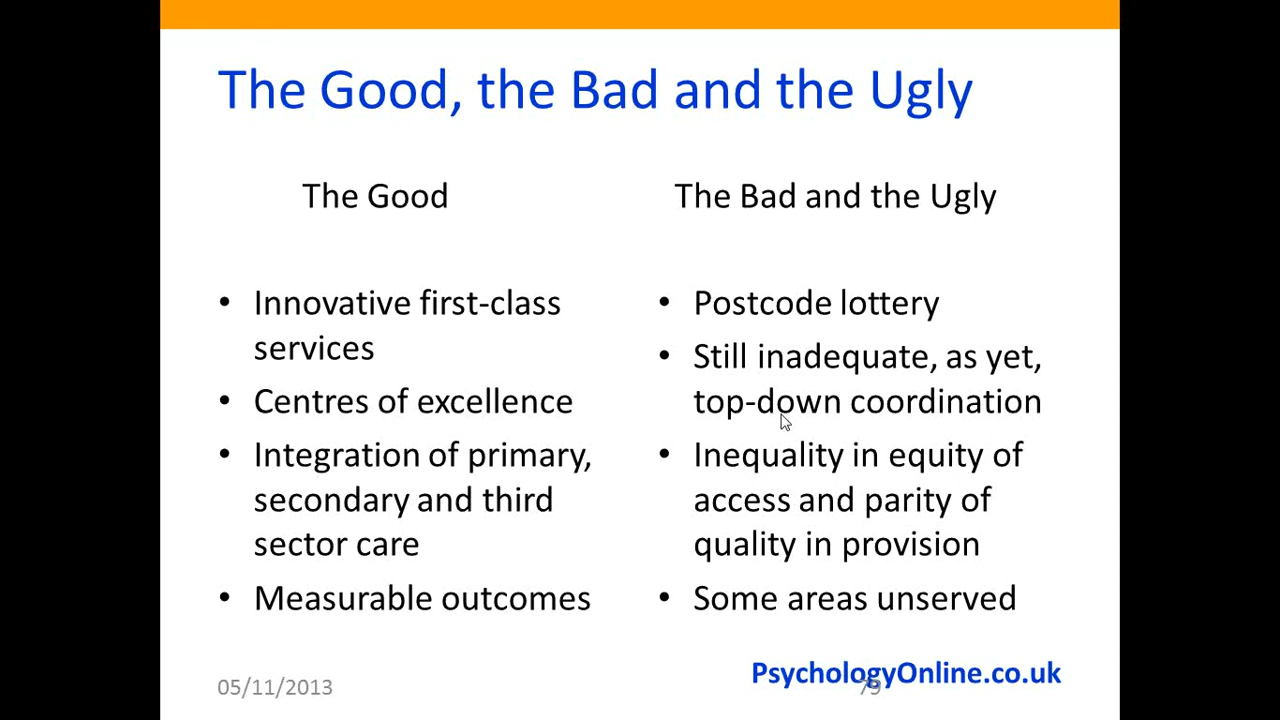 The Good, the Bad and the Ugly
The Good
• Innovative first-class
services
• Centres of excellence
• Integration of primary,
secondary and third
sector care
• Measurable outcomes
The Bad and the Ugly
• Postcode lottery
• Still inadequate, as yet,
top-down coordination
• Inequality in equity of
access and parity of
quality in provision
• Some areas unserved
05/11/2013
PsychologyOnline.co.uk
79